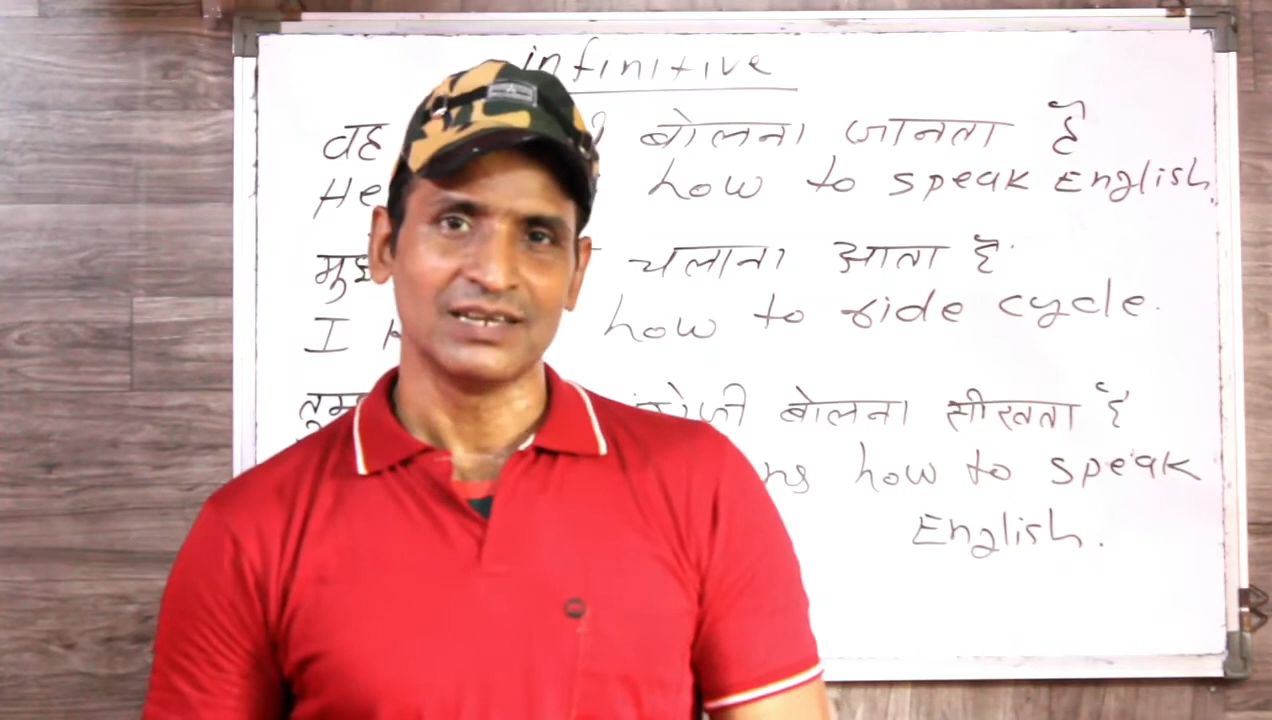 infinitive
वह बोलना जानता है
He how to speak English.
चलाना आता है.
I how to ride cycle.
बोलना सीखता है
how to speak
English.